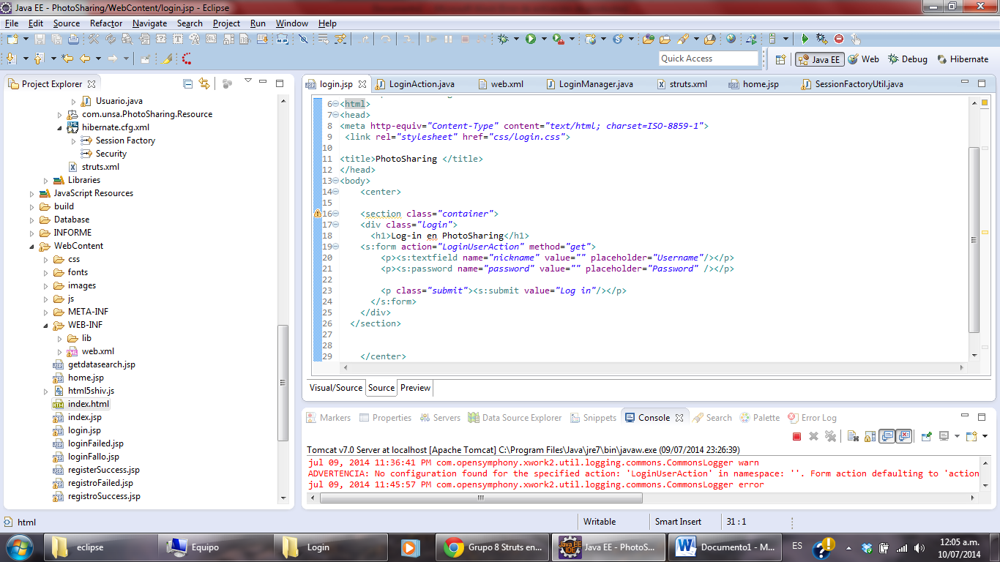 Java EE - PhotoSharing/WebContent/login.jsp - Eclipse
File Edit Source Refactor Navigate Search Project Run Window Help
Quick Access
Java EE Web Debug Hibernate
Project Explorer
Usuario.java
com.unsa.PhotoSharing.Resource
hibernate.cfg.xml
Session Factory
Security
struts.xml
Libraries
JavaScript Resources
build
Database
INFORME
WebContent
css
fonts
images
js
META-INF
WEB-INF
lib
web.xml
getdatasearch.jsp
home.jsp
html5shiv.js
index.html
index.jsp
login.jsp
loginFailed.jsp
loginFallo.jsp
registerSuccess.jsp
registroFailed.jsp
registroSuccess.jsp
login.jsp LoginAction.java web.xml LoginManager.java struts.xml home.jsp SessionFactoryUtil.java
6 <html>
7 <head>
8 <meta http-equiv="Content-Type" content="text/html; charset=ISO-8859-1">
9 <link rel="stylesheet" href="css/login.css">
10
11 <title>PhotoSharing </title>
12 </head>
13 <body>
14 <center>
15
16 <section class="container">
17 <div class="login">
18 <h1>Log-in en PhotoSharing</h1>
19 <s:form action="LoginUserAction" method="get">
20 <p><s:textfield name="nickname" value="" placeholder="Username"/></p>
21 <p><s:password name="password" value="" placeholder="Password" /></p>
22
23 <p class="submit"><s:submit value="Log in"/></p>
24 </s:form>
25 </div>
26 </section>
27
28
29 </center>
Visual/Source Source Preview
Markers Properties Servers Data Source Explorer Snippets Console Search Palette Error Log
Tomcat v7.0 Server at localhost [Apache Tomcat] C:\Program Files\Java\jre7\bin\javaw.exe (09/07/2014 23:26:39)
jul 09, 2014 11:36:41 PM com.opensymphony.xwork2.util.logging.commons.CommonsLogger warn
ADVERTENCIA: No configuration found for the specified action: 'LoginUserAction' in namespace: ''. Form action defaulting to 'action
jul 09, 2014 11:45:57 PM com.opensymphony.xwork2.util.logging.commons.CommonsLogger error
html Writable Smart Insert 31 : 1
eclipse Equipo Login Grupo 8 Struts en... Java EE - PhotoS... Documento1 - M... ES 12:05 a.m.
10/07/2014